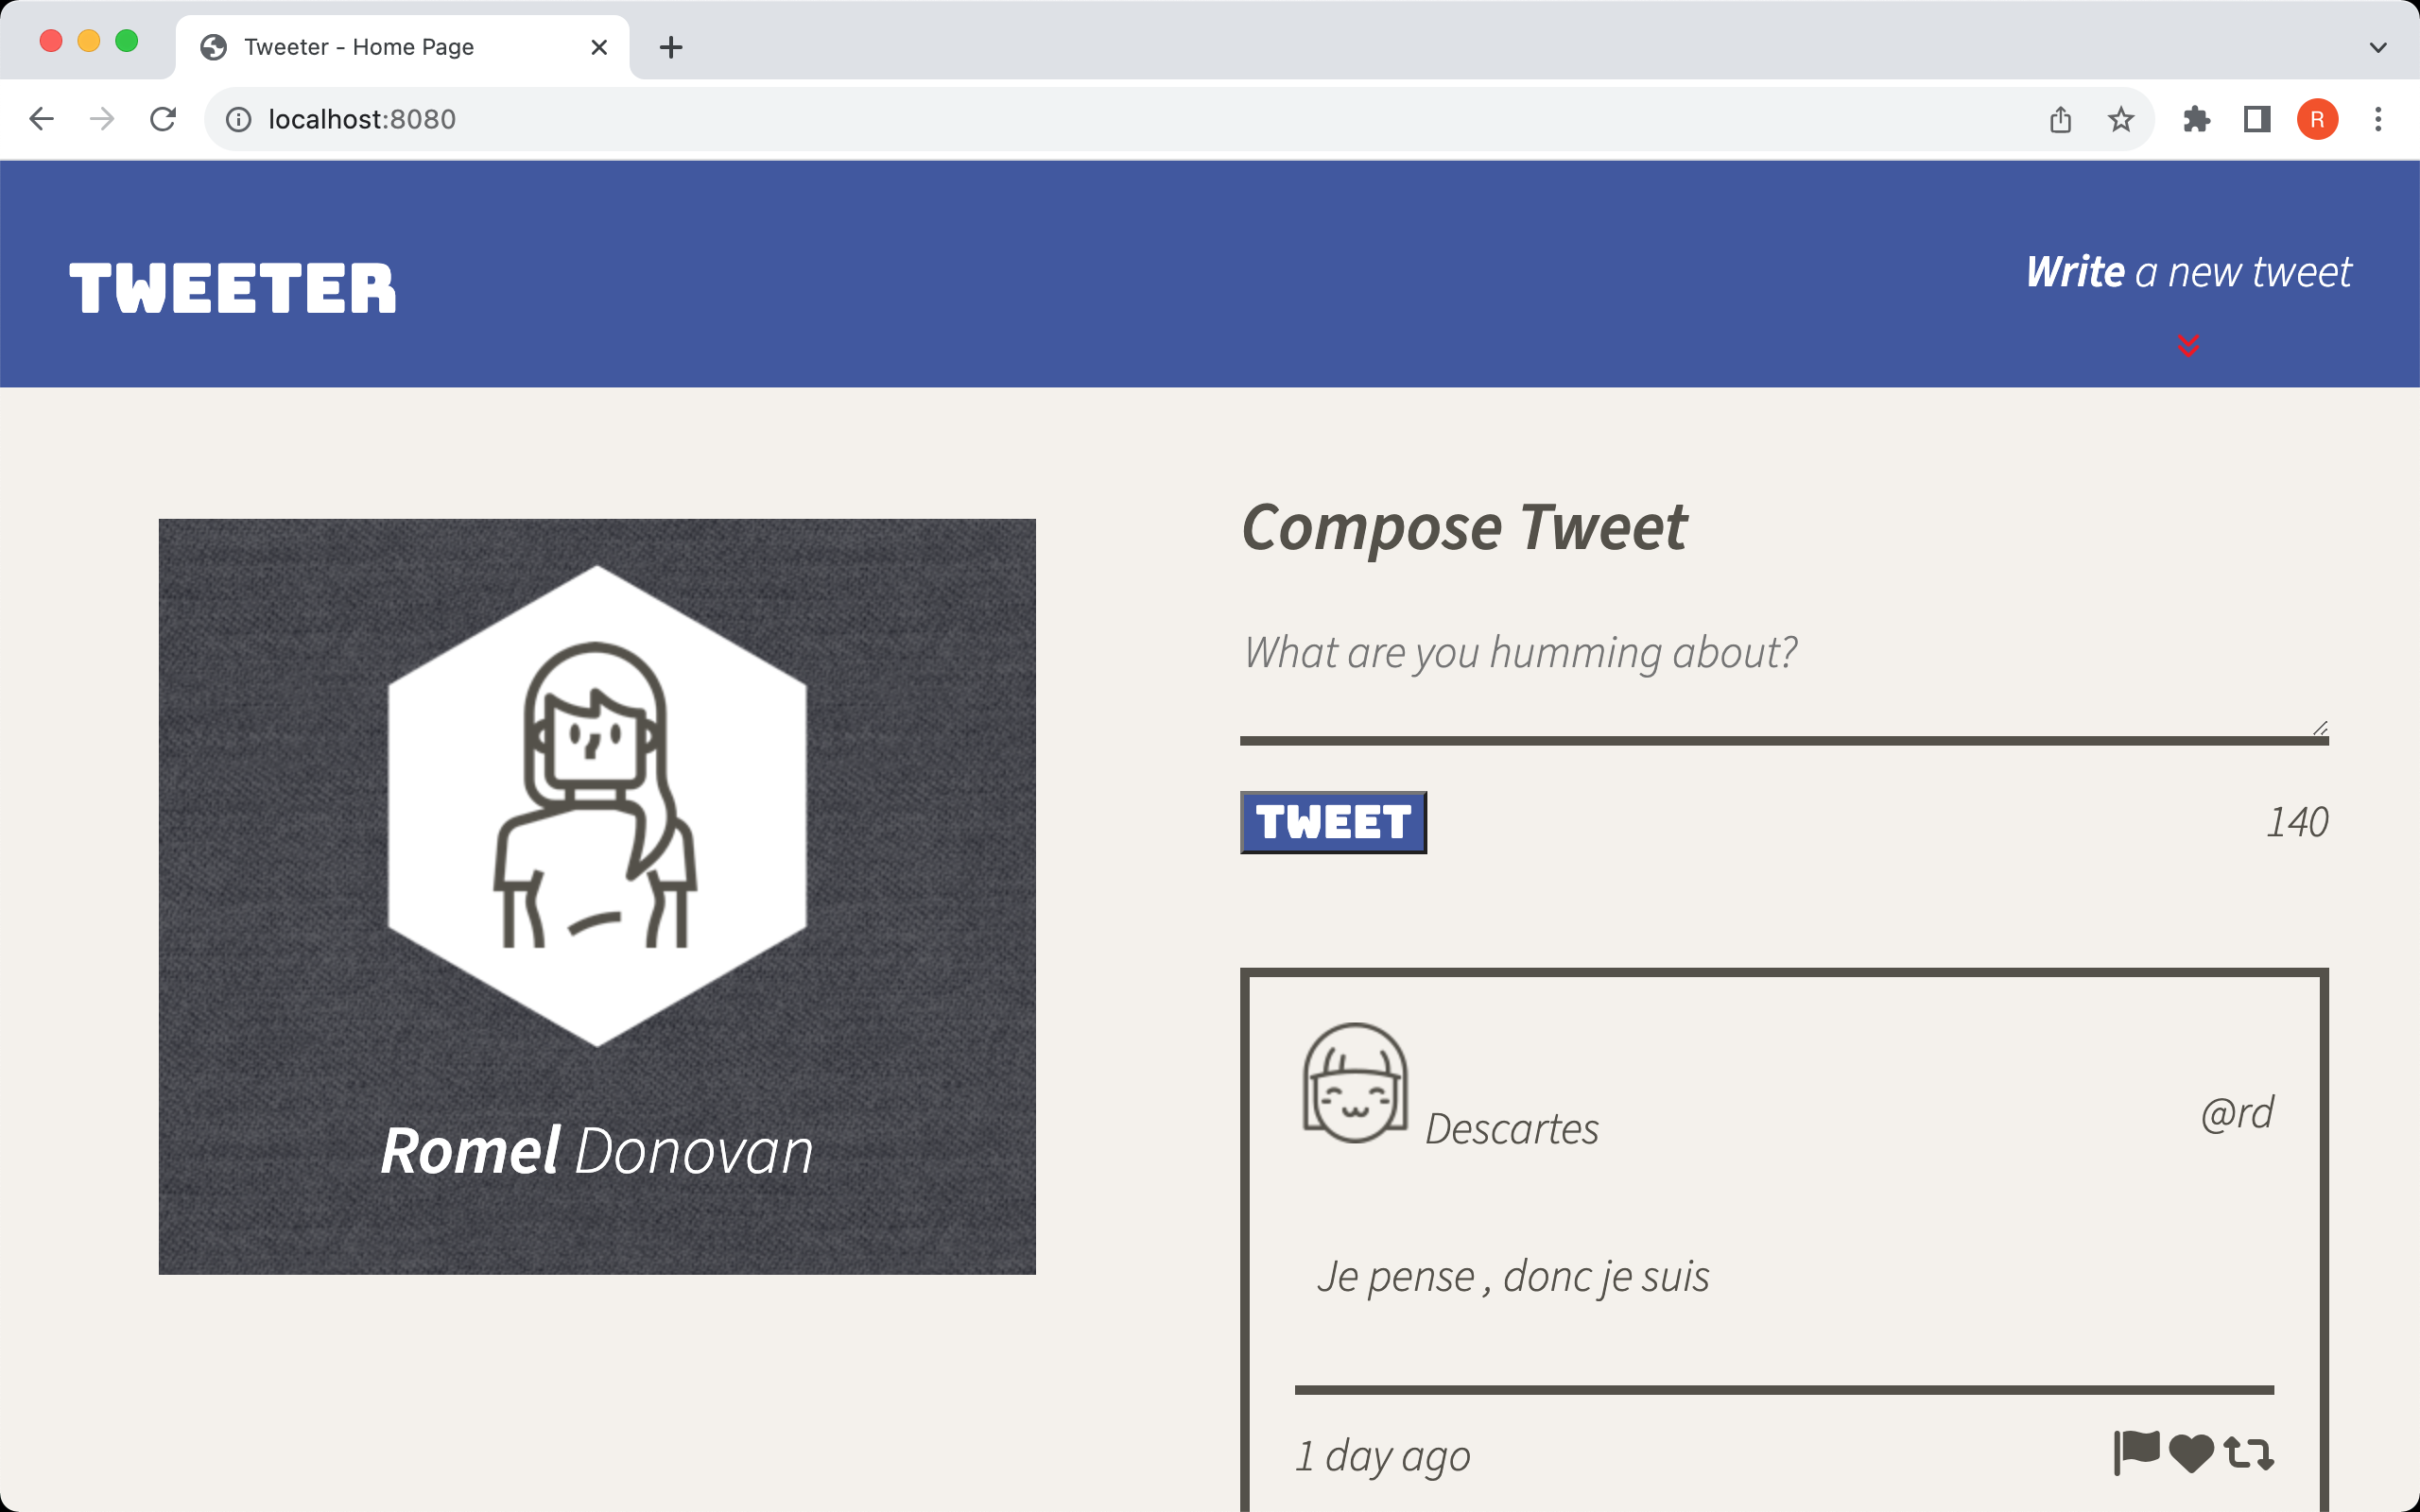 Tweeter - Home Page
localhost:8080
R
TWEETER
Write a new tweet
Compose Tweet
What are you humming about?
TWEET
140
Romel Donovan
Descartes
@rd
Je pense , donc je suis
1 day ago